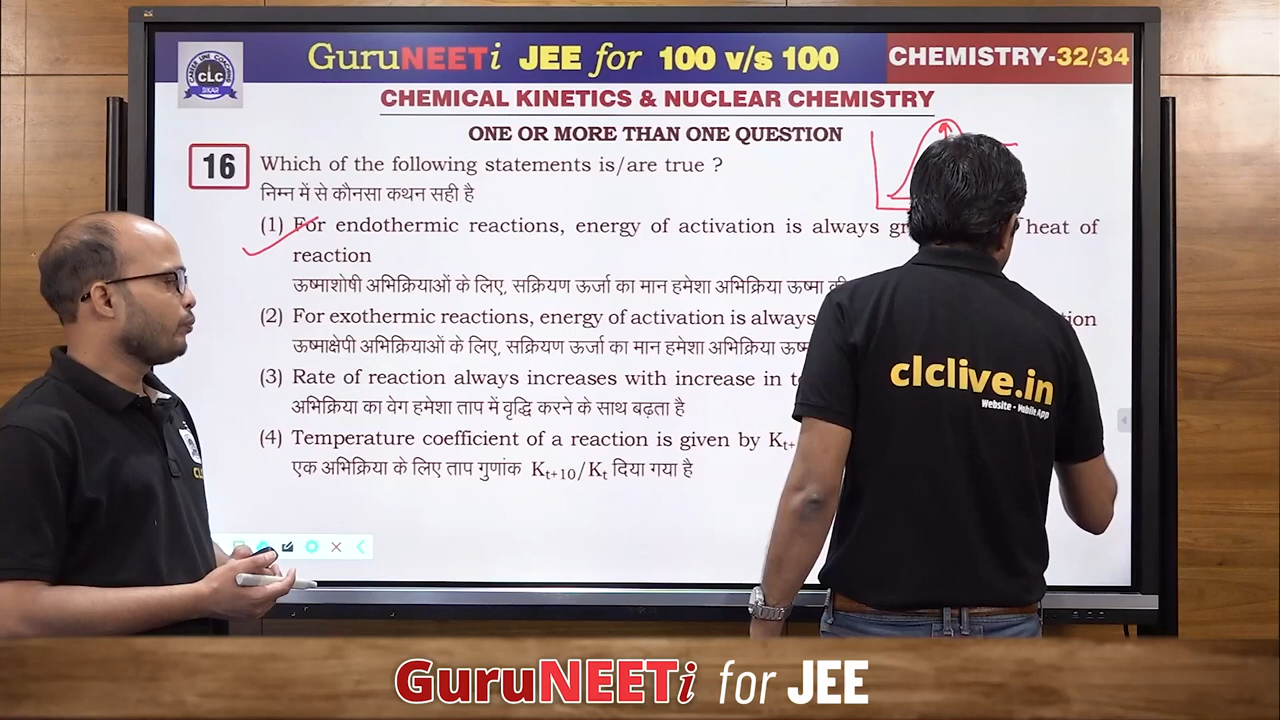 GuruNEETi JEE for 100 v/s 100
CHEMISTRY-32/34
CLC
SIKAR
CHEMICAL KINETICS & NUCLEAR CHEMISTRY
ONE OR MORE THAN ONE QUESTION
16 Which of the following statements is/are true ?
निम्न में से कौनसा कथन सही है
(1) For endothermic reactions, energy of activation is always heat of
reaction
ऊष्माशोषी अभिक्रियाओं के लिए, सक्रियण ऊर्जा का मान हमेशा अभिक्रिया ऊष्मा
(2) For exothermic reactions, energy of activation is always
ऊष्माक्षेपी अभिक्रियाओं के लिए, सक्रियण ऊर्जा का मान हमेशा अभिक्रिया
(3) Rate of reaction always increases with increase in
अभिक्रिया का वेग हमेशा ताप में वृद्धि करने के साथ बढ़ता है
(4) Temperature coefficient of a reaction is given by
एक अभिक्रिया के लिए ताप गुणांक Kt+10/Kt दिया गया है
clclive.in
Website • Mobile App
GuruNEETi for JEE